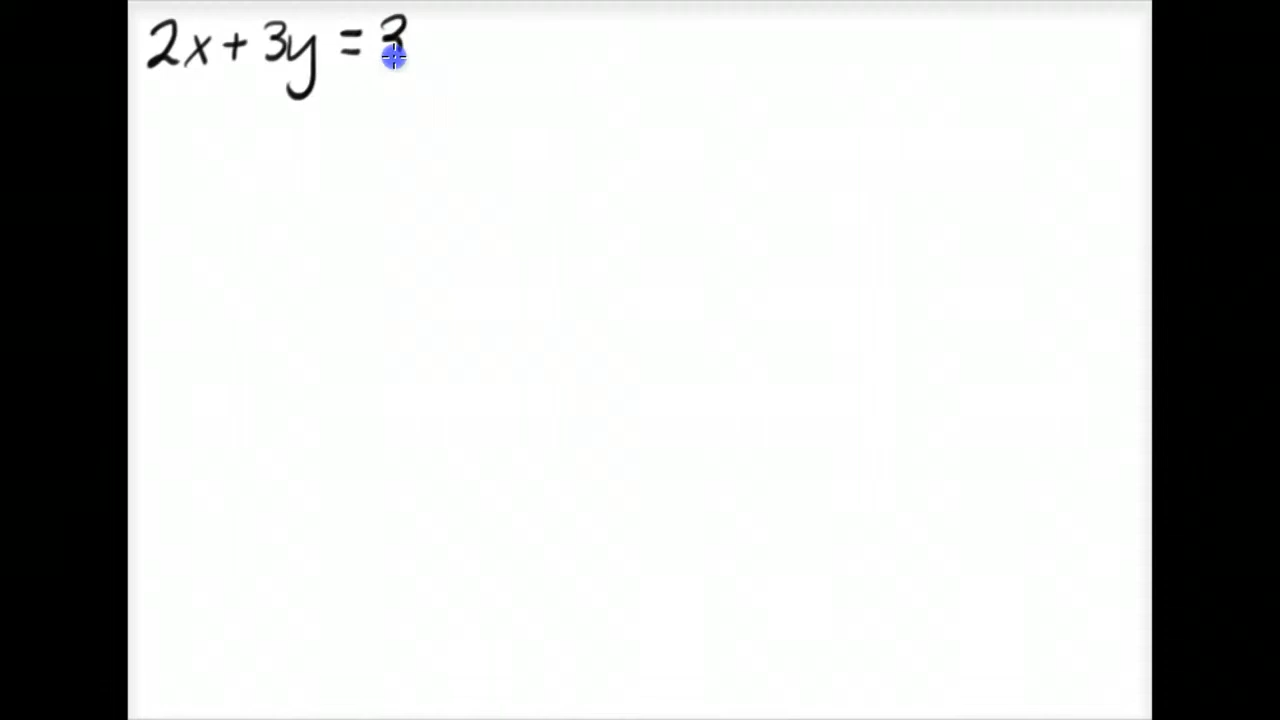 2x + 3y = 3